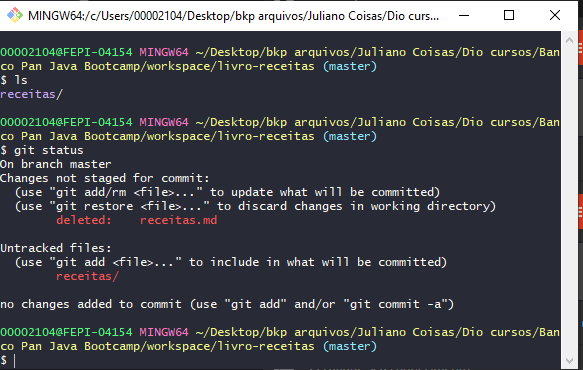 MINGW64:/c/Users/00002104/Desktop/bkp arquivos/Juliano Coisas/Dio curs...
00002104@FEPI-04154 MINGW64 ~/Desktop/bkp arquivos/Juliano Coisas/Dio cursos/Ban
co Pan Java Bootcamp/workspace/livro-receitas (master)
$ ls
receitas/
00002104@FEPI-04154 MINGW64 ~/Desktop/bkp arquivos/Juliano Coisas/Dio cursos/Ban
co Pan Java Bootcamp/workspace/livro-receitas (master)
$ git status
On branch master
Changes not staged for commit:
  (use "git add/rm <file>..." to update what will be committed)
  (use "git restore <file>..." to discard changes in working directory)
        deleted:    receitas.md
Untracked files:
  (use "git add <file>..." to include in what will be committed)
        receitas/
no changes added to commit (use "git add" and/or "git commit -a")
00002104@FEPI-04154 MINGW64 ~/Desktop/bkp arquivos/Juliano Coisas/Dio cursos/Ban
co Pan Java Bootcamp/workspace/livro-receitas (master)
$